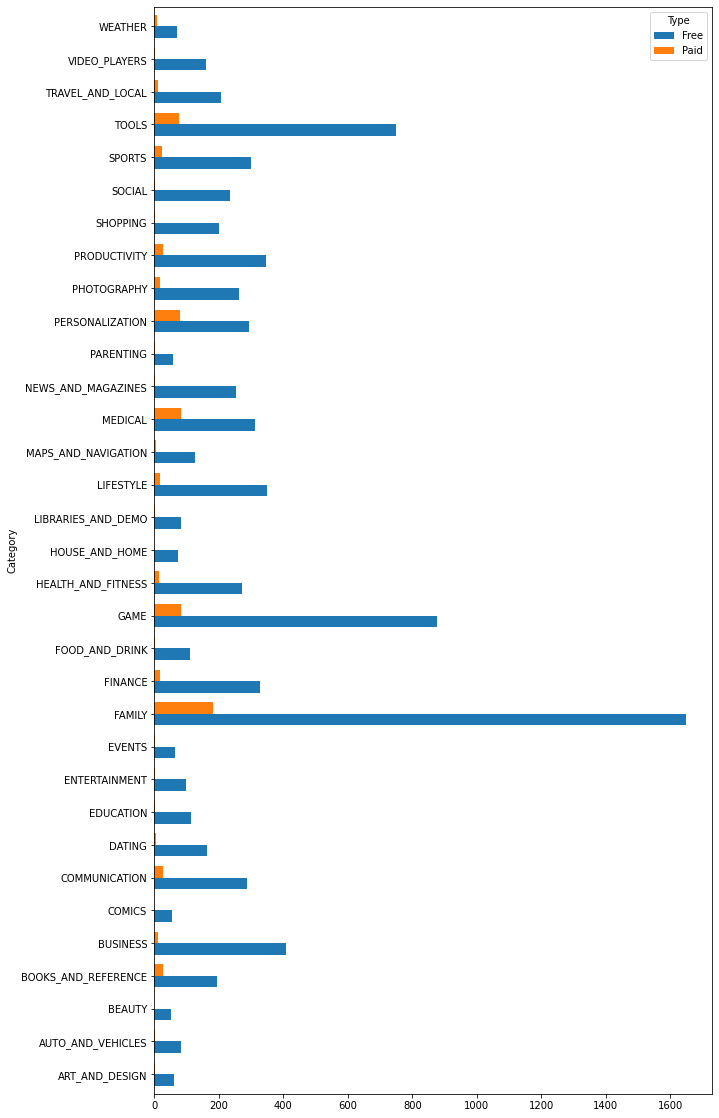 Type
Free
Paid
WEATHER
VIDEO_PLAYERS
TRAVEL_AND_LOCAL
TOOLS
SPORTS
SOCIAL
SHOPPING
PRODUCTIVITY
PHOTOGRAPHY
PERSONALIZATION
PARENTING
NEWS_AND_MAGAZINES
MEDICAL
MAPS_AND_NAVIGATION
LIFESTYLE
LIBRARIES_AND_DEMO
HOUSE_AND_HOME
HEALTH_AND_FITNESS
GAME
FOOD_AND_DRINK
FINANCE
FAMILY
EVENTS
ENTERTAINMENT
EDUCATION
DATING
COMMUNICATION
COMICS
BUSINESS
BOOKS_AND_REFERENCE
BEAUTY
AUTO_AND_VEHICLES
ART_AND_DESIGN
Category
0 200 400 600 800 1000 1200 1400 1600